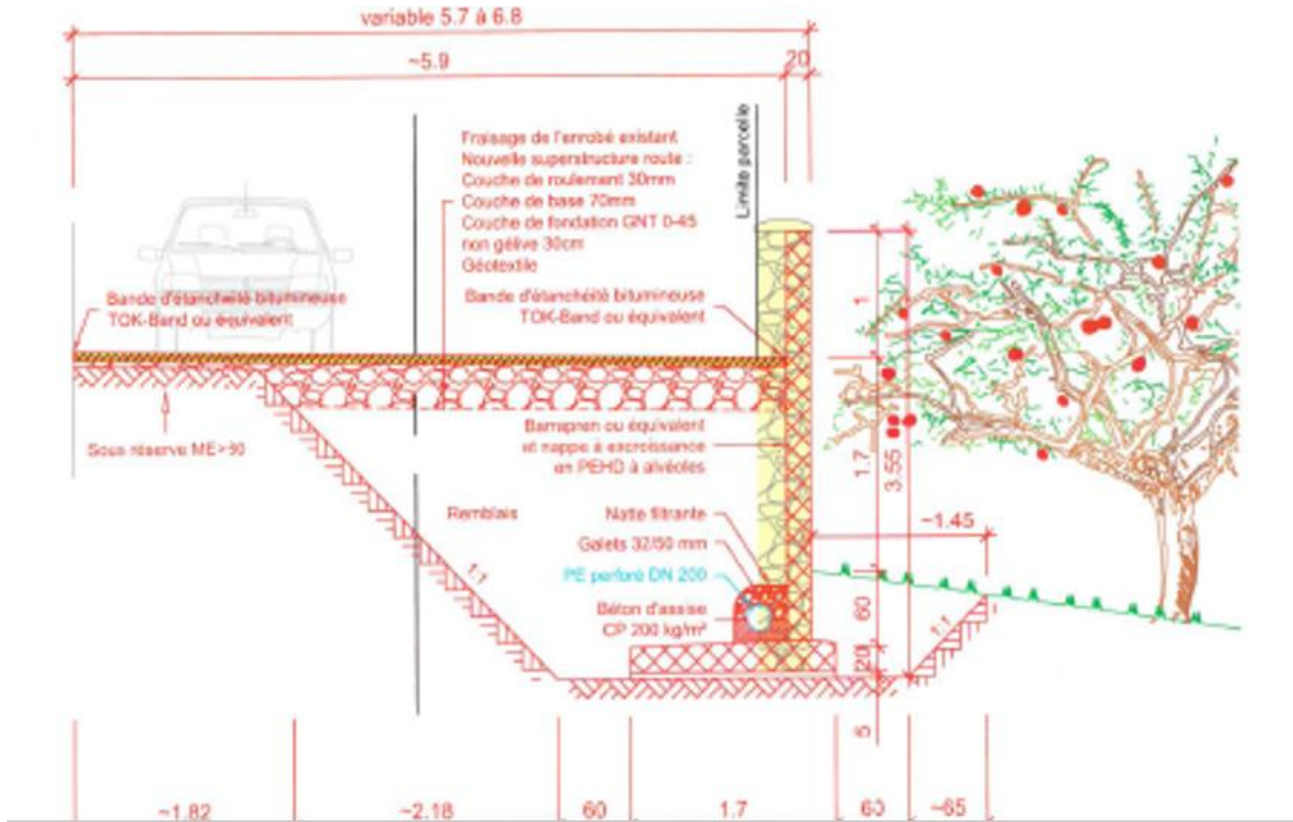 variable 5.7 à 6.8
~5.9
20
Fraisage de l'enrobé existant
Nouvelle superstructure route :
Couche de roulement 30mm
Couche de base 70mm
Couche de fondation GNT 0-45
non gélive 30cm
Géotextile
Limite parcelle
Bande d'étanchéité bitumineuse
TOK-Band ou équivalent
Bande d'étanchéité bitumineuse
TOK-Band ou équivalent
1
Sous réserve ME>80
Barrapren ou équivalent
et nappe à excroissance
en PEHD à alvéoles
1.7
3.55
Remblais
Natte filtrante
~1.45
Galets 32/50 mm
1:1
PE perforé DN 200
Béton d'assise
CP 200 kg/m³
60
1:1
20
5
~1.82
~2.18
60
1.7
60
~65